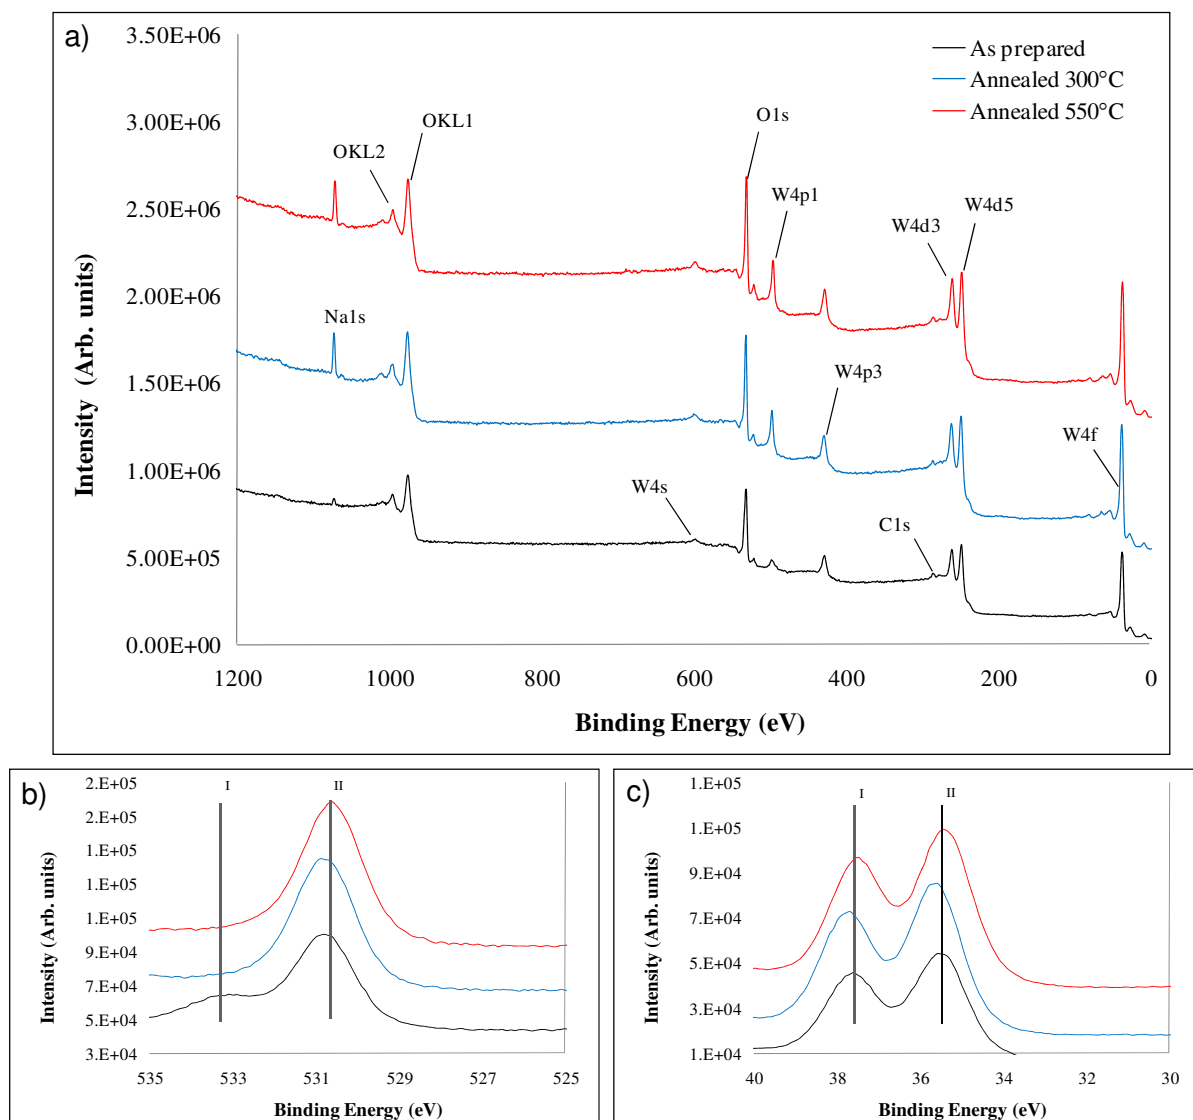 a)
3.50E+06
3.00E+06
2.50E+06
2.00E+06
1.50E+06
1.00E+06
5.00E+05
0.00E+00
Intensity (Arb. units)
As prepared
Annealed 300°C
Annealed 550°C
OKL2
OKL1
O1s
W4p1
W4d3
W4d5
Na1s
W4p3
W4f
W4s
C1s
1200
1000
800
600
400
200
0
Binding Energy (eV)
b)
I
II
2.E+05
2.E+05
1.E+05
1.E+05
1.E+05
9.E+04
7.E+04
5.E+04
3.E+04
Intensity (Arb. units)
535
533
531
529
527
525
Binding Energy (eV)
c)
I
II
1.E+05
1.E+05
9.E+04
7.E+04
5.E+04
3.E+04
1.E+04
Intensity (Arb. units)
40
38
36
34
32
30
Binding Energy (eV)